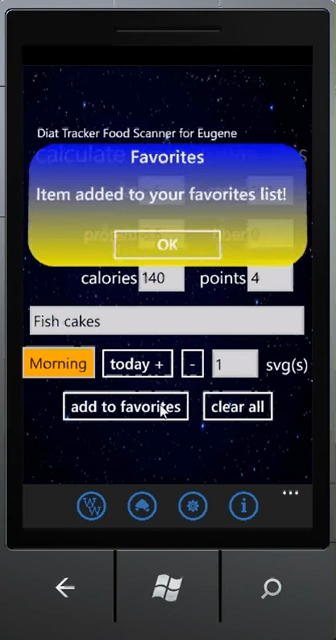 Diat Tracker Food Scanner for Eugene
Favorites
Item added to your favorites list!
OK
calories 140 points 4
Fish cakes
Morning today + - 1 svg(s)
add to favorites clear all
W W i ...